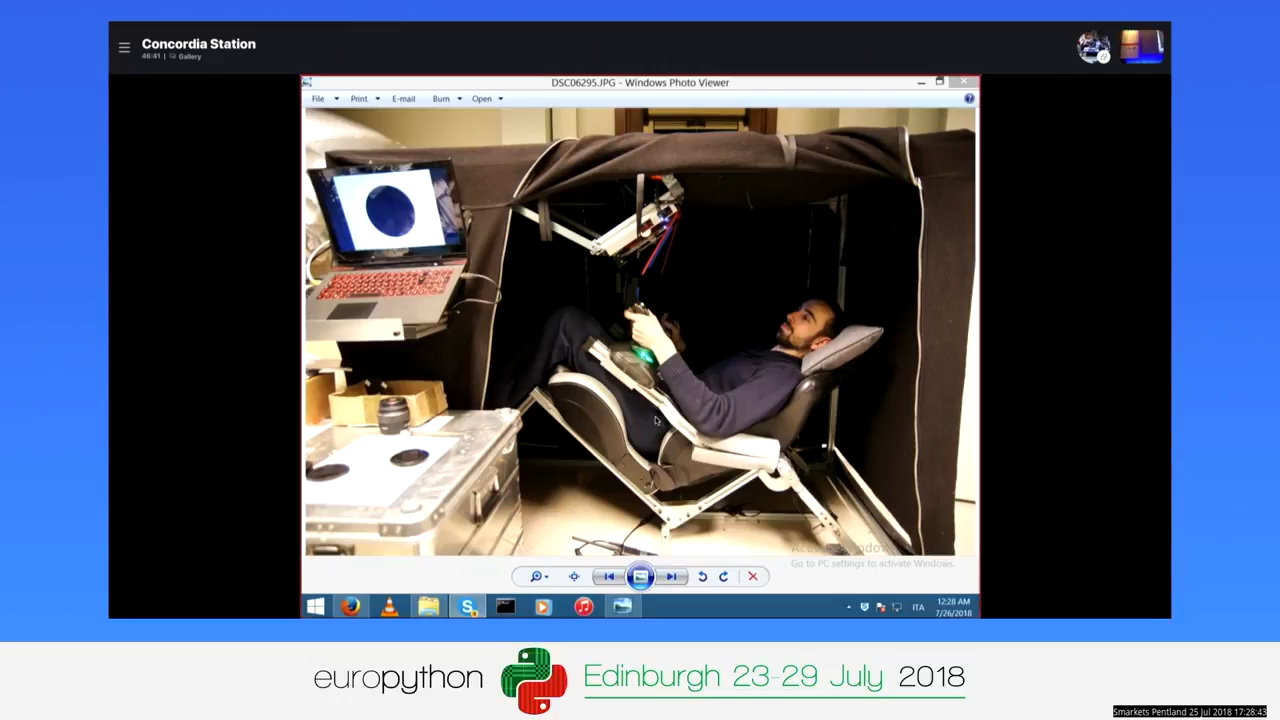 Concordia Station
46:41 | Gallery
DSC06295.JPG - Windows Photo Viewer
File Print E-mail Burn Open
Go to PC settings to activate Windows.
ITA
12:28 AM
7/26/2018
europython Edinburgh 23-29 July 2018
Smarkets Pentland 25 Jul 2018 17:28:43